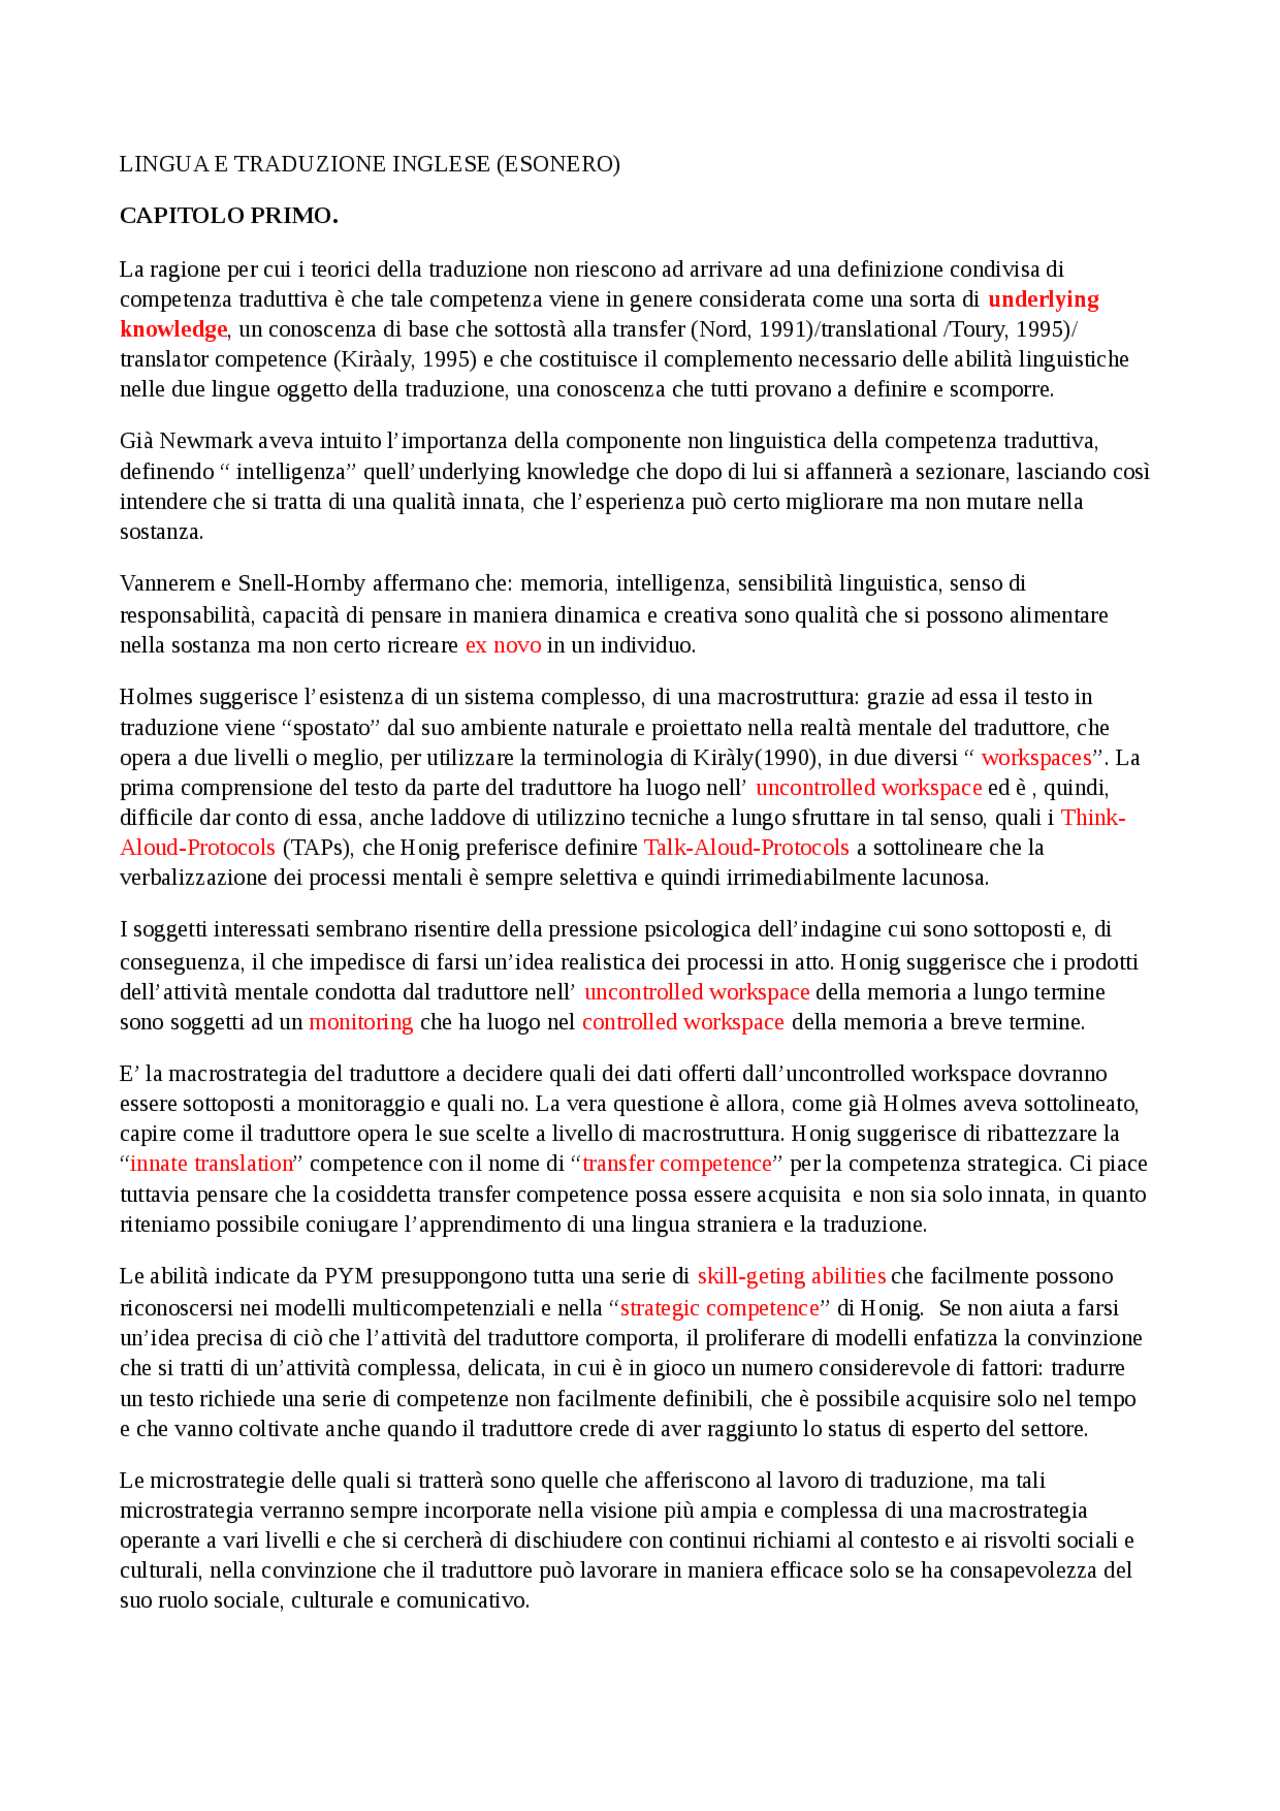 LINGUA E TRADUZIONE INGLESE (ESONERO)
CAPITOLO PRIMO.
La ragione per cui i teorici della traduzione non riescono ad arrivare ad una definizione condivisa di
competenza traduttiva è che tale competenza viene in genere considerata come una sorta di underlying
knowledge, un conoscenza di base che sottostà alla transfer (Nord, 1991)/translational /Toury, 1995)/
translator competence (Kiràaly, 1995) e che costituisce il complemento necessario delle abilità linguistiche
nelle due lingue oggetto della traduzione, una conoscenza che tutti provano a definire e scomporre.
Già Newmark aveva intuito l’importanza della componente non linguistica della competenza traduttiva,
definendo “ intelligenza” quell’underlying knowledge che dopo di lui si affannerà a sezionare, lasciando così
intendere che si tratta di una qualità innata, che l’esperienza può certo migliorare ma non mutare nella
sostanza.
Vannerem e Snell-Hornby affermano che: memoria, intelligenza, sensibilità linguistica, senso di
responsabilità, capacità di pensare in maniera dinamica e creativa sono qualità che si possono alimentare
nella sostanza ma non certo ricreare ex novo in un individuo.
Holmes suggerisce l’esistenza di un sistema complesso, di una macrostruttura: grazie ad essa il testo in
traduzione viene “spostato” dal suo ambiente naturale e proiettato nella realtà mentale del traduttore, che
opera a due livelli o meglio, per utilizzare la terminologia di Kiràly(1990), in due diversi “ workspaces”. La
prima comprensione del testo da parte del traduttore ha luogo nell’ uncontrolled workspace ed è , quindi,
difficile dar conto di essa, anche laddove di utilizzino tecniche a lungo sfruttare in tal senso, quali i Think-
Aloud-Protocols (TAPs), che Honig preferisce definire Talk-Aloud-Protocols a sottolineare che la
verbalizzazione dei processi mentali è sempre selettiva e quindi irrimediabilmente lacunosa.
I soggetti interessati sembrano risentire della pressione psicologica dell’indagine cui sono sottoposti e, di
conseguenza, il che impedisce di farsi un’idea realistica dei processi in atto. Honig suggerisce che i prodotti
dell’attività mentale condotta dal traduttore nell’ uncontrolled workspace della memoria a lungo termine
sono soggetti ad un monitoring che ha luogo nel controlled workspace della memoria a breve termine.
E’ la macrostrategia del traduttore a decidere quali dei dati offerti dall’uncontrolled workspace dovranno
essere sottoposti a monitoraggio e quali no. La vera questione è allora, come già Holmes aveva sottolineato,
capire come il traduttore opera le sue scelte a livello di macrostruttura. Honig suggerisce di ribattezzare la
“innate translation” competence con il nome di “transfer competence” per la competenza strategica. Ci piace
tuttavia pensare che la cosiddetta transfer competence possa essere acquisita e non sia solo innata, in quanto
riteniamo possibile coniugare l’apprendimento di una lingua straniera e la traduzione.
Le abilità indicate da PYM presuppongono tutta una serie di skill-geting abilities che facilmente possono
riconoscersi nei modelli multicompetenziali e nella “strategic competence” di Honig. Se non aiuta a farsi
un’idea precisa di ciò che l’attività del traduttore comporta, il proliferare di modelli enfatizza la convinzione
che si tratti di un’attività complessa, delicata, in cui è in gioco un numero considerevole di fattori: tradurre
un testo richiede una serie di competenze non facilmente definibili, che è possibile acquisire solo nel tempo
e che vanno coltivate anche quando il traduttore crede di aver raggiunto lo status di esperto del settore.
Le microstrategie delle quali si tratterà sono quelle che afferiscono al lavoro di traduzione, ma tali
microstrategia verranno sempre incorporate nella visione più ampia e complessa di una macrostrategia
operante a vari livelli e che si cercherà di dischiudere con continui richiami al contesto e ai risvolti sociali e
culturali, nella convinzione che il traduttore può lavorare in maniera efficace solo se ha consapevolezza del
suo ruolo sociale, culturale e comunicativo.